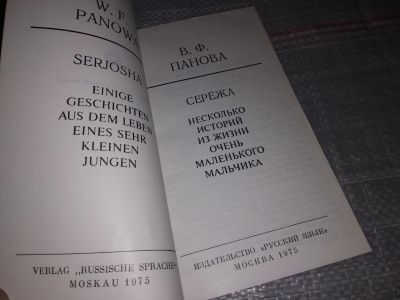 W. F.
PANOWA
SERJOSHA
EINIGE
GESCHICHTEN
AUS DEM LEBEN
EINES SEHR
KLEINEN
JUNGEN
VERLAG „RUSSISCHE SPRACHE"
MOSKAU 1975
В. Ф.
ПАНОВА
СЕРЁЖА
НЕСКОЛЬКО
ИСТОРИЙ
ИЗ ЖИЗНИ
ОЧЕНЬ
МАЛЕНЬКОГО
МАЛЬЧИКА
ИЗДАТЕЛЬСТВО «РУССКИЙ ЯЗЫК»
МОСКВА 1975